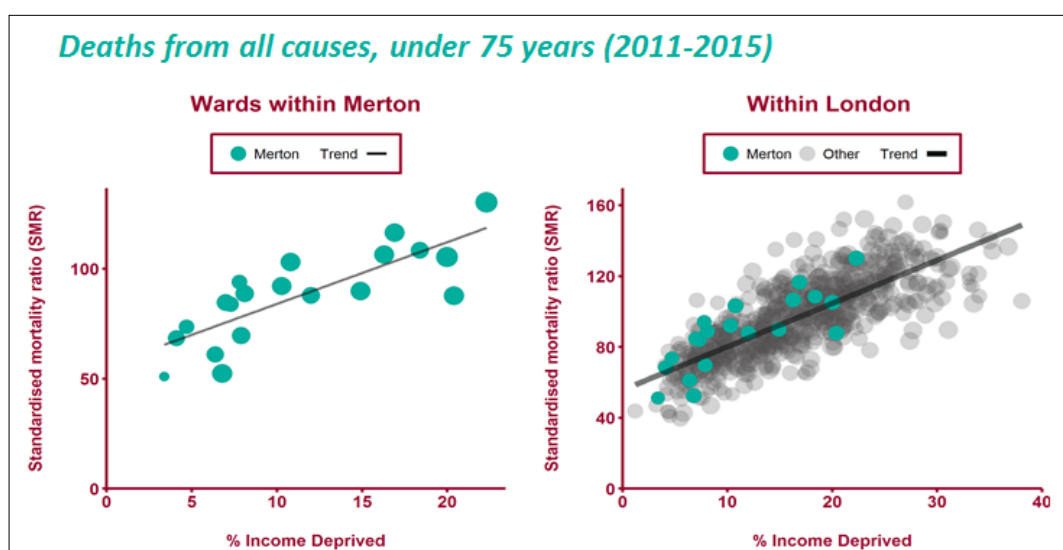 Deaths from all causes, under 75 years (2011-2015)
Wards within Merton
Merton Trend
Standardised mortality ratio (SMR)
100
50
0
0 5 10 15 20
% Income Deprived
Within London
Merton Other Trend
Standardised mortality ratio (SMR)
160
120
80
40
0
0 10 20 30 40
% Income Deprived